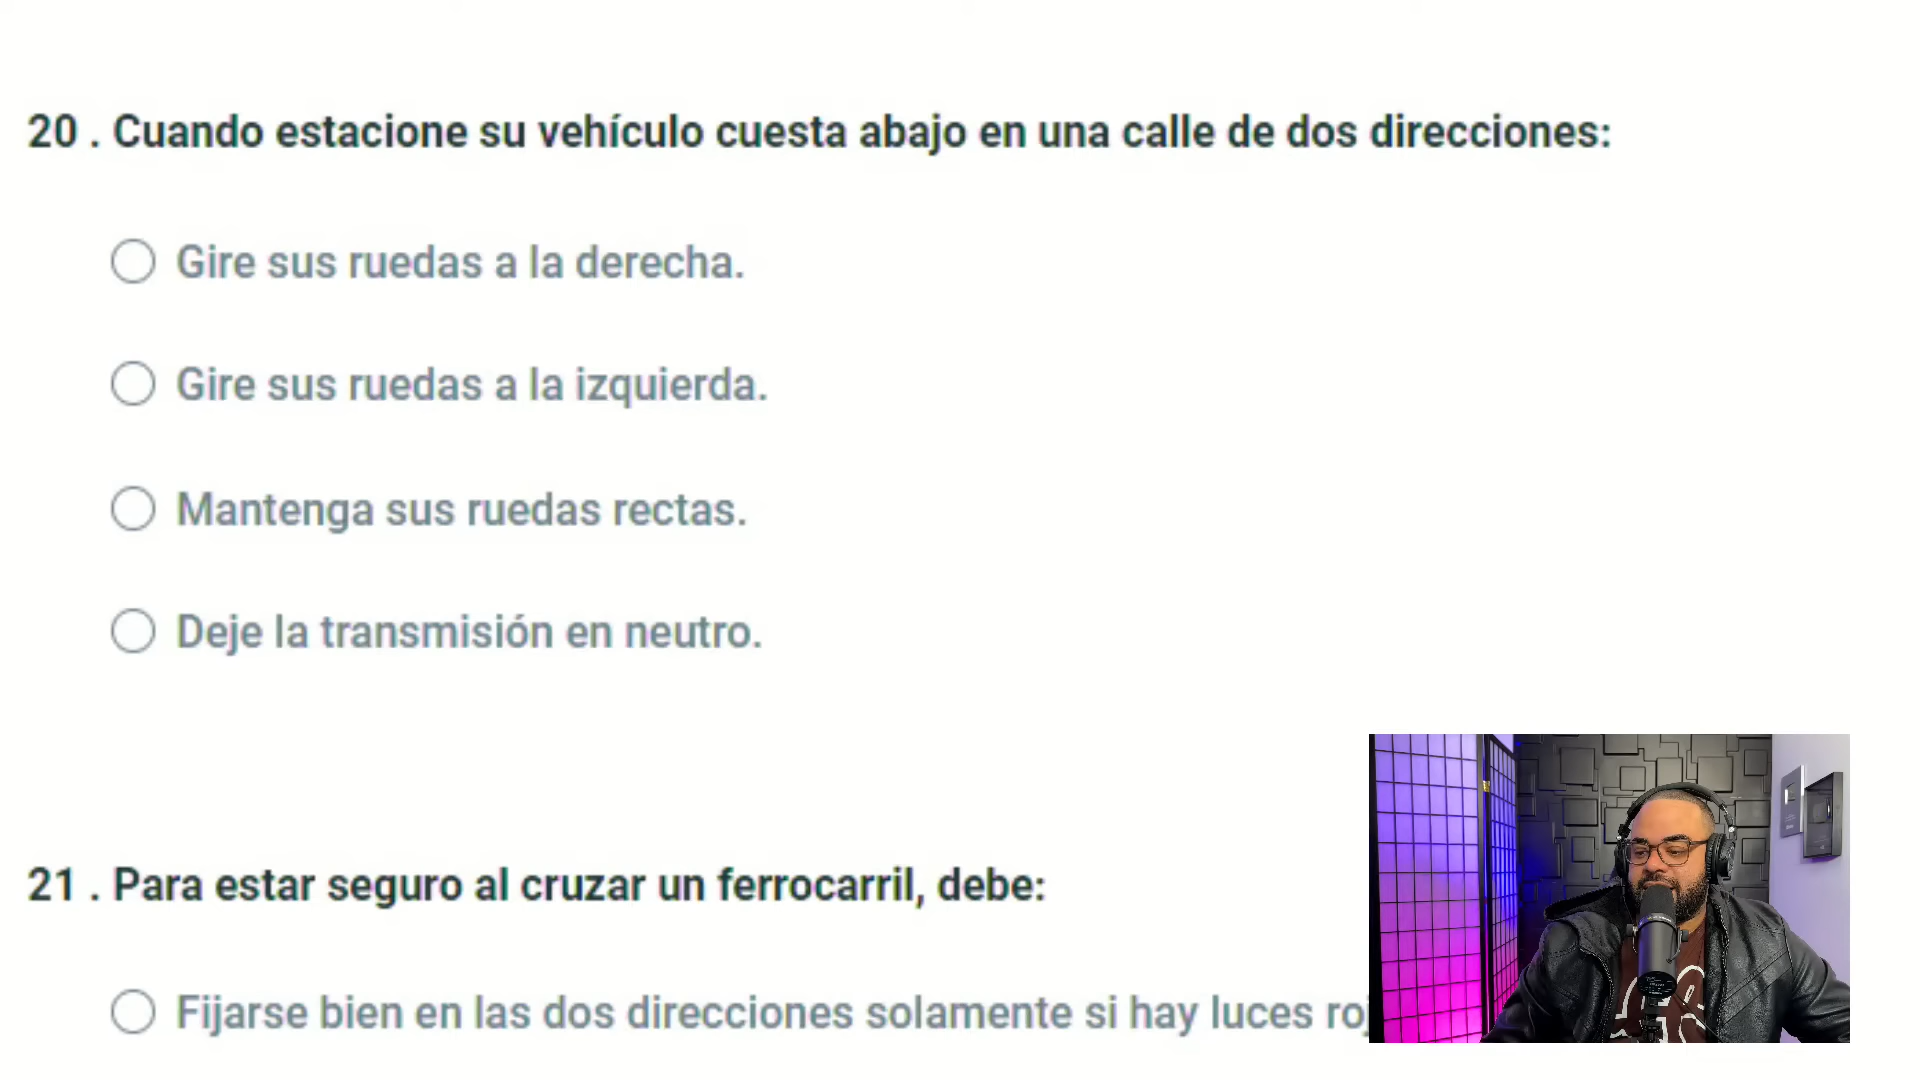 20 . Cuando estacione su vehículo cuesta abajo en una calle de dos direcciones:
Gire sus ruedas a la derecha.
Gire sus ruedas a la izquierda.
Mantenga sus ruedas rectas.
Deje la transmisión en neutro.
21 . Para estar seguro al cruzar un ferrocarril, debe:
Fijarse bien en las dos direcciones solamente si hay luces